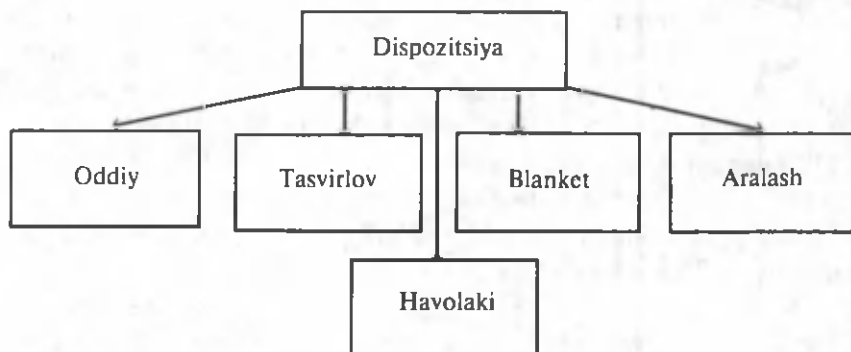 Dispozitsiya
Oddiy
Tasvirlov
Blanket
Aralash
Havolaki